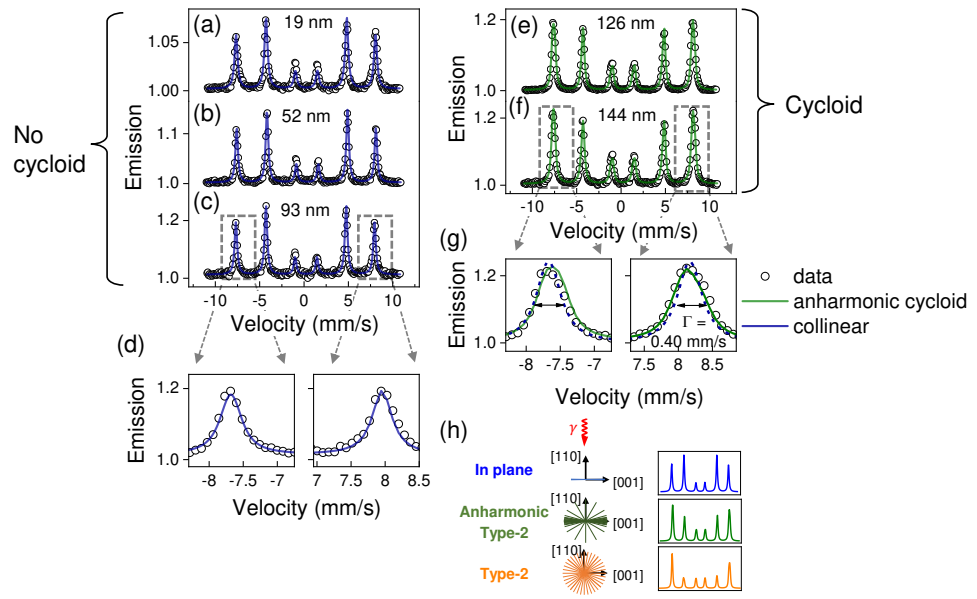 (a)
19 nm
1.05
1.00
(b)
52 nm
1.1
1.0
(c)
93 nm
1.2
1.0
Emission
-10 -5 0 5 10
Velocity (mm/s)
No
cycloid
(d)
Emission
1.2
1.0
-8 -7.5 -7
7 7.5 8 8.5
Velocity (mm/s)
(e)
126 nm
1.2
1.0
(f)
144 nm
1.2
1.0
Emission
-10 -5 0 5 10
Velocity (mm/s)
Cycloid
(g)
Emission
1.2
1.0
-8 -7.5 -7
7.5 8 8.5
Γ =
0.40 mm/s
Velocity (mm/s)
data
anharmonic cycloid
collinear
(h)
γ
In plane
[110]
[001]
Anharmonic
Type-2
[110]
[001]
Type-2
[110]
[001]